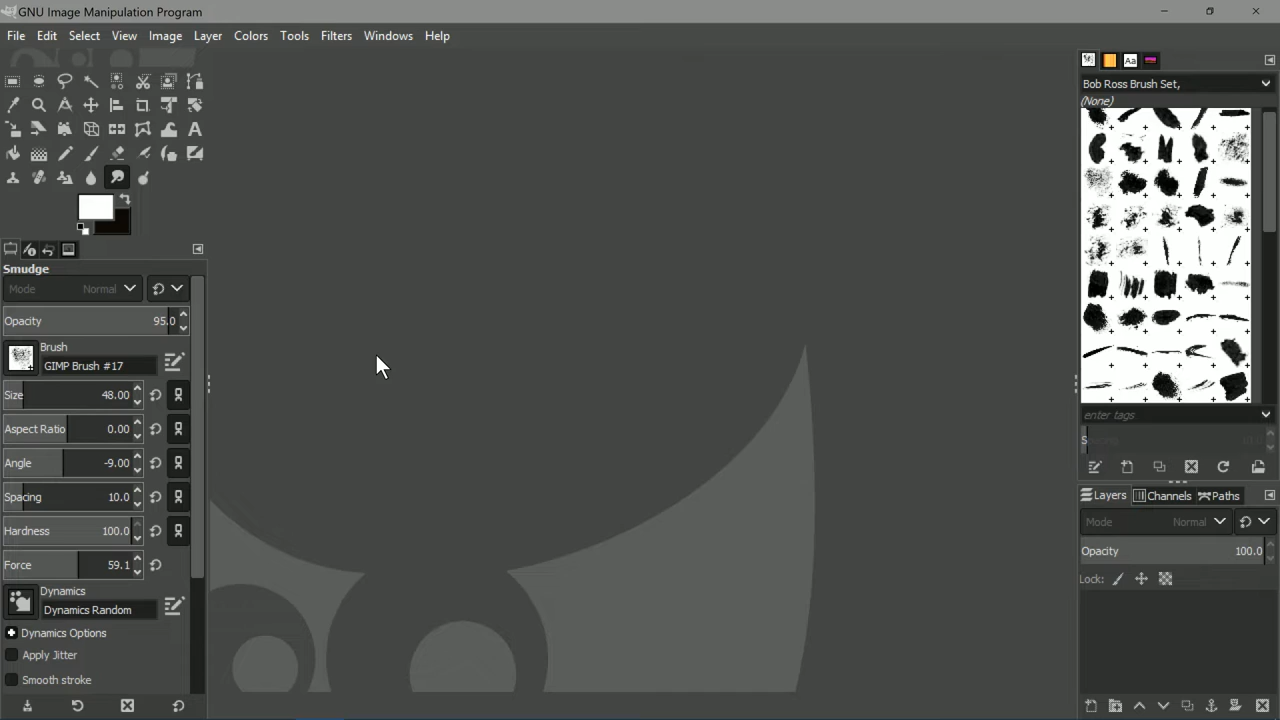 GNU Image Manipulation Program
File Edit Select View Image Layer Colors Tools Filters Windows Help
Aa
Bob Ross Brush Set,
(None)
Smudge
Mode Normal
Opacity 95.0
Brush
GIMP Brush #17
Size 48.00
Aspect Ratio 0.00
Angle -9.00
Spacing 10.0
Hardness 100.0
Force 59.1
Dynamics
Dynamics Random
Dynamics Options
Apply Jitter
Smooth stroke
enter tags
Layers Channels Paths
Mode Normal
Opacity 100.0
Lock: